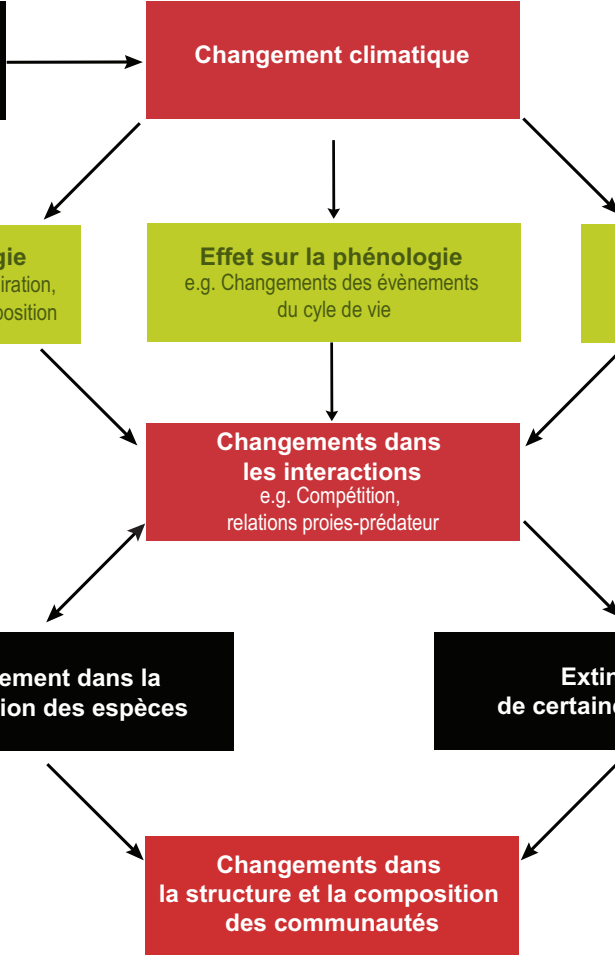 Changement climatique
gie
iration,
position
Effet sur la phénologie
e.g. Changements des évènements
du cyle de vie
Changements dans
les interactions
e.g. Compétition,
relations proies-prédateur
ement dans la
ion des espèces
Extin
de certaine
Changements dans
la structure et la composition
des communautés